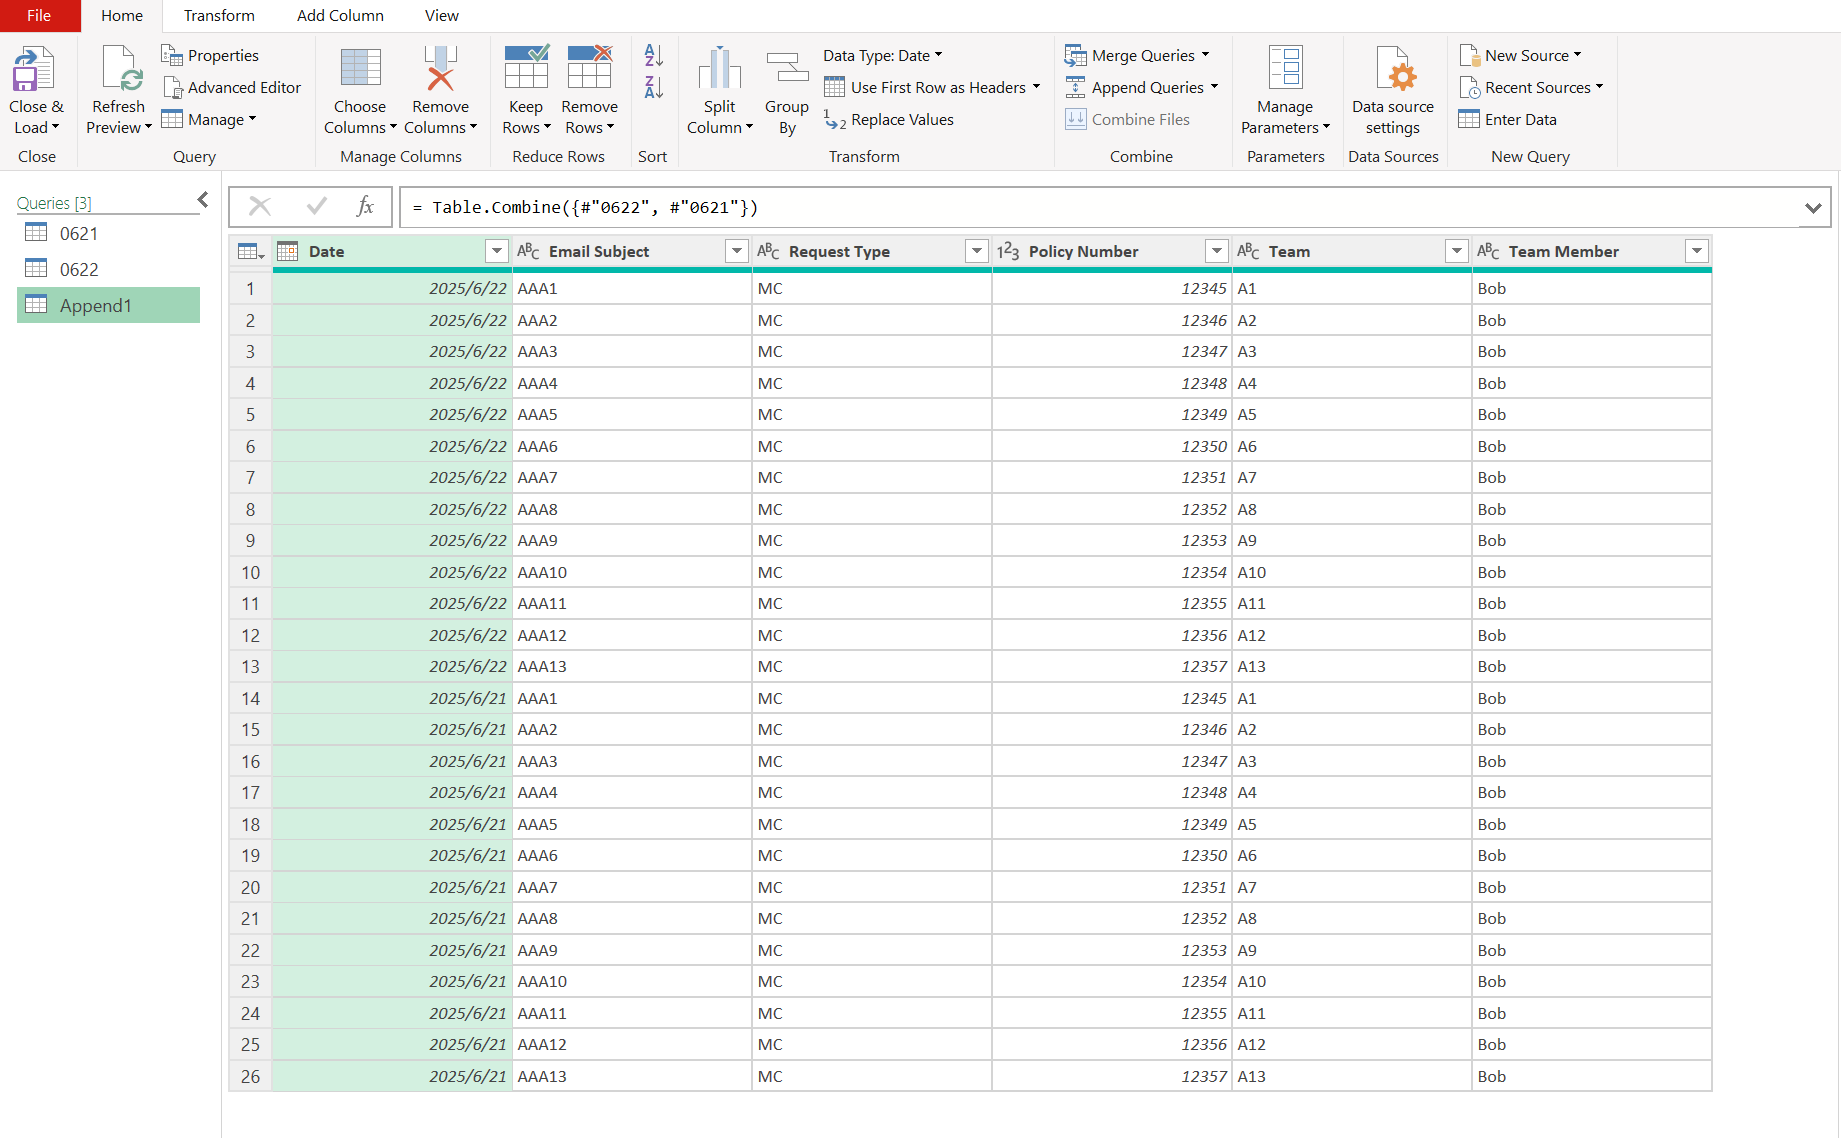 File Home Transform Add Column View
Close & Load
Close
Refresh Preview
Properties
Advanced Editor
Manage
Query
Choose Columns
Remove Columns
Manage Columns
Keep Rows
Remove Rows
Reduce Rows
Sort
Split Column
Group By
Data Type: Date
Use First Row as Headers
Replace Values
Transform
Merge Queries
Append Queries
Combine Files
Combine
Manage Parameters
Parameters
Data source settings
Data Sources
New Source
Recent Sources
Enter Data
New Query
Queries [3]
0621
0622
Append1
fx = Table.Combine({#"0622", #"0621"})
Date ABC Email Subject ABC Request Type 123 Policy Number ABC Team ABC Team Member
1 2025/6/22 AAA1 MC 12345 A1 Bob
2 2025/6/22 AAA2 MC 12346 A2 Bob
3 2025/6/22 AAA3 MC 12347 A3 Bob
4 2025/6/22 AAA4 MC 12348 A4 Bob
5 2025/6/22 AAA5 MC 12349 A5 Bob
6 2025/6/22 AAA6 MC 12350 A6 Bob
7 2025/6/22 AAA7 MC 12351 A7 Bob
8 2025/6/22 AAA8 MC 12352 A8 Bob
9 2025/6/22 AAA9 MC 12353 A9 Bob
10 2025/6/22 AAA10 MC 12354 A10 Bob
11 2025/6/22 AAA11 MC 12355 A11 Bob
12 2025/6/22 AAA12 MC 12356 A12 Bob
13 2025/6/22 AAA13 MC 12357 A13 Bob
14 2025/6/21 AAA1 MC 12345 A1 Bob
15 2025/6/21 AAA2 MC 12346 A2 Bob
16 2025/6/21 AAA3 MC 12347 A3 Bob
17 2025/6/21 AAA4 MC 12348 A4 Bob
18 2025/6/21 AAA5 MC 12349 A5 Bob
19 2025/6/21 AAA6 MC 12350 A6 Bob
20 2025/6/21 AAA7 MC 12351 A7 Bob
21 2025/6/21 AAA8 MC 12352 A8 Bob
22 2025/6/21 AAA9 MC 12353 A9 Bob
23 2025/6/21 AAA10 MC 12354 A10 Bob
24 2025/6/21 AAA11 MC 12355 A11 Bob
25 2025/6/21 AAA12 MC 12356 A12 Bob
26 2025/6/21 AAA13 MC 12357 A13 Bob